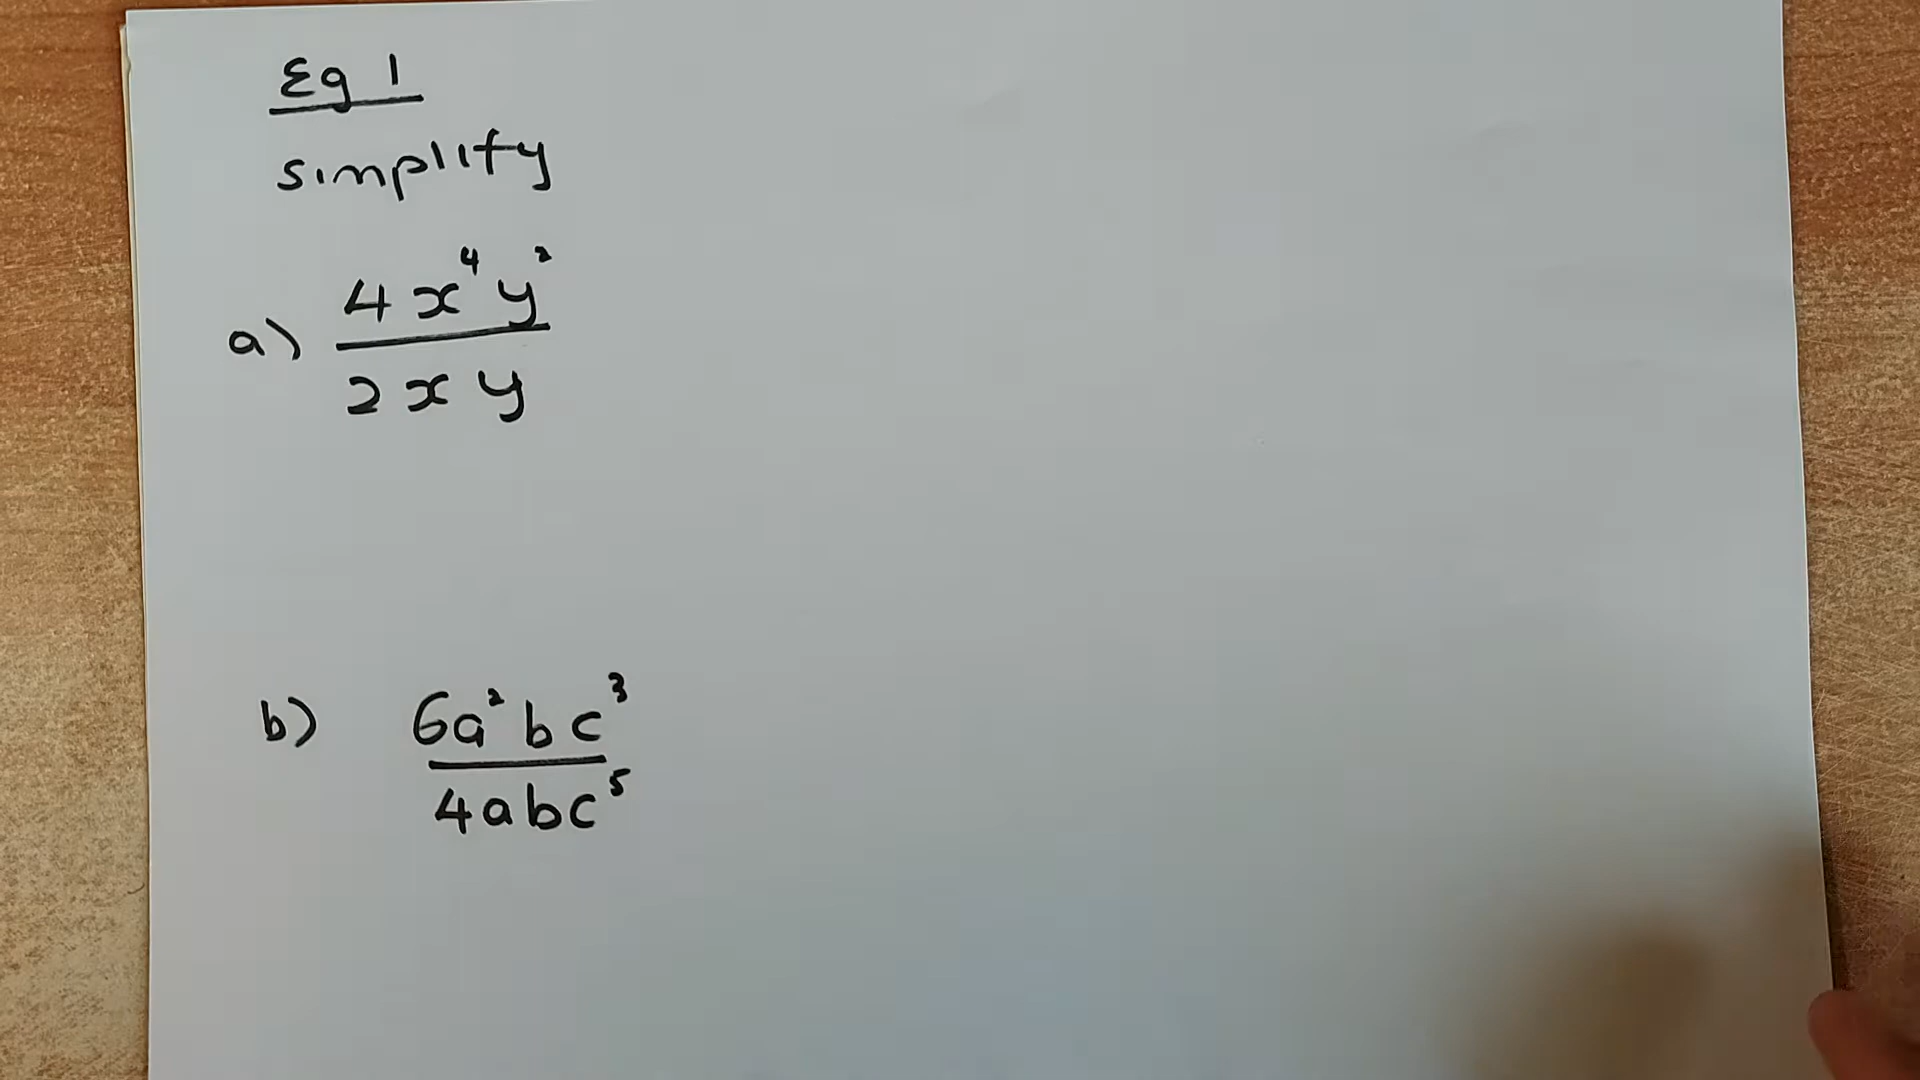 Eg 1
simplify
a) 4x⁴y²
2xy
b) 6a²bc³
4abc⁵